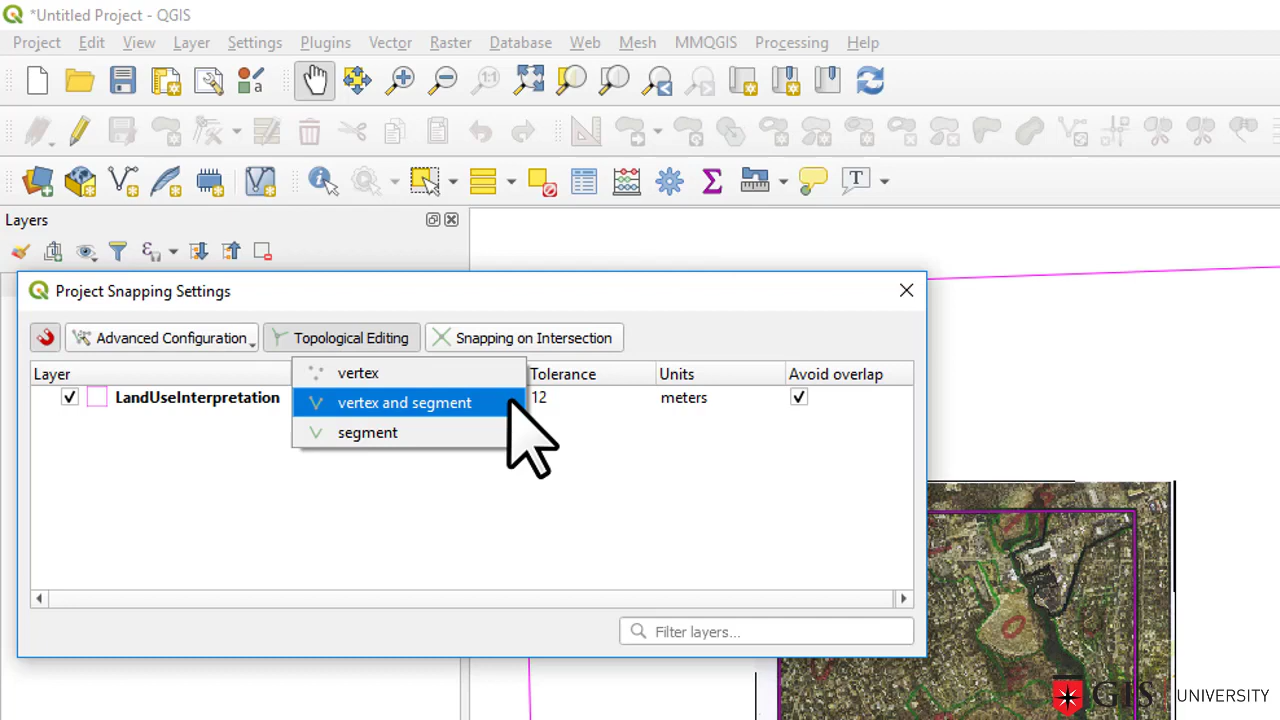 *Untitled Project - QGIS
Project Edit View Layer Settings Plugins Vector Raster Database Web Mesh MMQGIS Processing Help
1:1
a
T
Layers
Project Snapping Settings
Advanced Configuration Topological Editing Snapping on Intersection
Layer Tolerance Units Avoid overlap
vertex
LandUseInterpretation 12 meters
vertex and segment
segment
Filter layers...
GIS UNIVERSITY